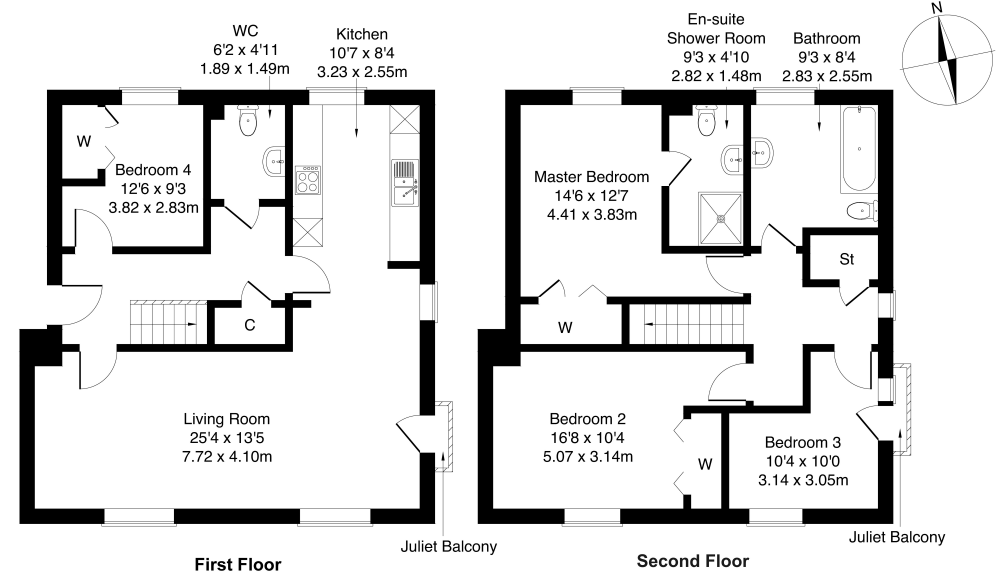 WC
6'2 x 4'11
1.89 x 1.49m
Kitchen
10'7 x 8'4
3.23 x 2.55m
W
Bedroom 4
12'6 x 9'3
3.82 x 2.83m
C
Living Room
25'4 x 13'5
7.72 x 4.10m
Juliet Balcony
First Floor
En-suite
Shower Room
9'3 x 4'10
2.82 x 1.48m
Bathroom
9'3 x 8'4
2.83 x 2.55m
N
Master Bedroom
14'6 x 12'7
4.41 x 3.83m
St
W
Bedroom 2
16'8 x 10'4
5.07 x 3.14m
W
Bedroom 3
10'4 x 10'0
3.14 x 3.05m
Juliet Balcony
Second Floor